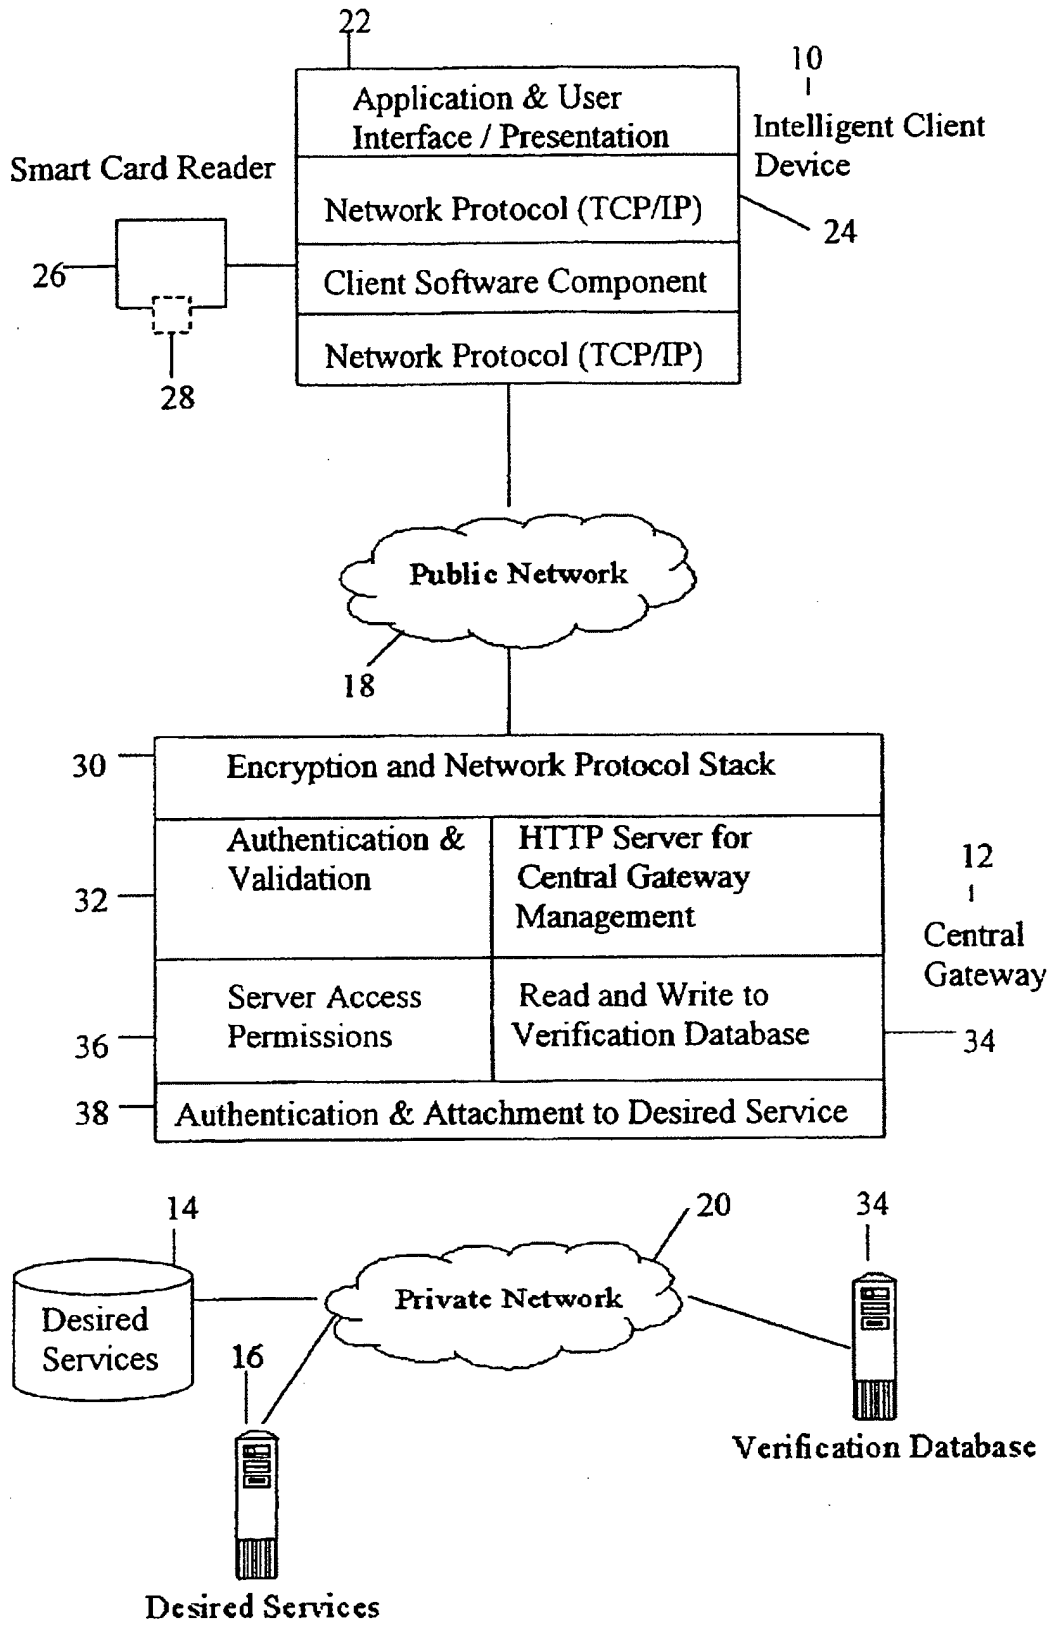 22
10
Application & User
Interface / Presentation
Intelligent Client
Device
Smart Card Reader
Network Protocol (TCP/IP)
24
26
Client Software Component
Network Protocol (TCP/IP)
28
Public Network
18
30
Encryption and Network Protocol Stack
Authentication &
Validation
HTTP Server for
Central Gateway
Management
12
32
Central
Gateway
Server Access
Permissions
Read and Write to
Verification Database
36
34
38
Authentication & Attachment to Desired Service
14
20
34
Desired
Services
Private Network
16
Verification Database
Desired Services